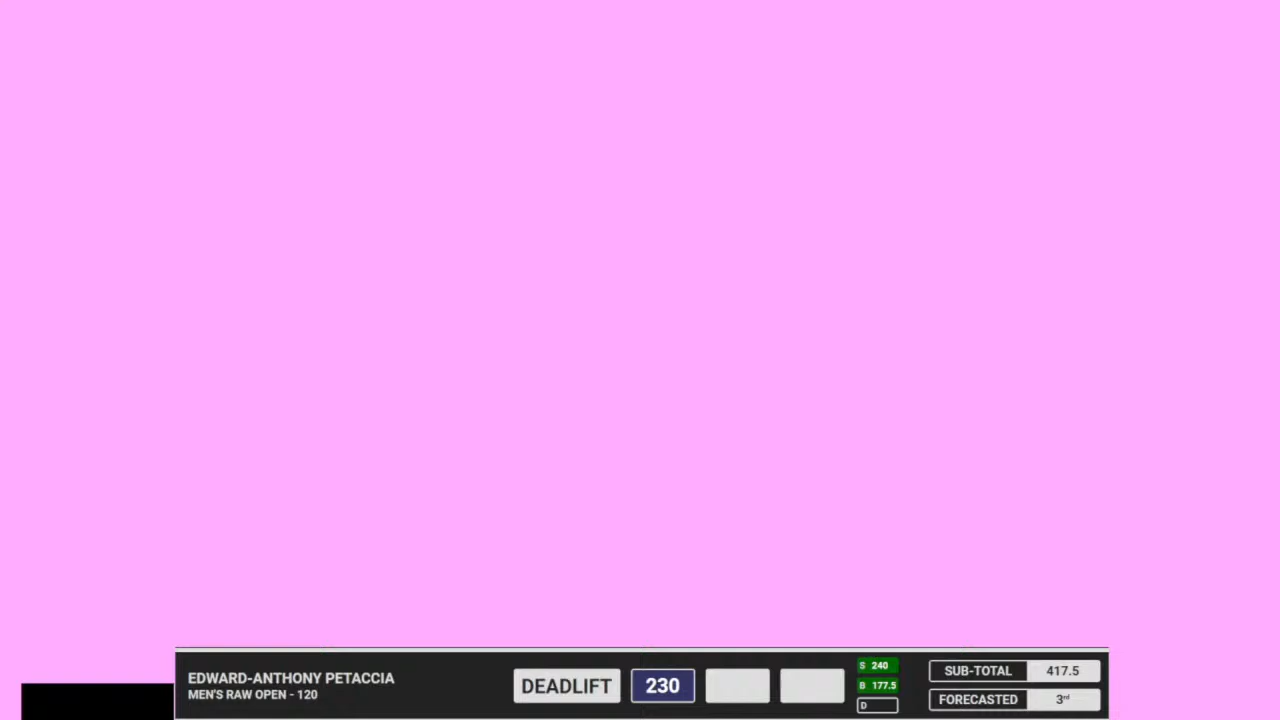 EDWARD-ANTHONY PETACCIA
MEN'S RAW OPEN - 120
DEADLIFT 230
S 240
B 177.5
D
SUB-TOTAL 417.5
FORECASTED 3rd